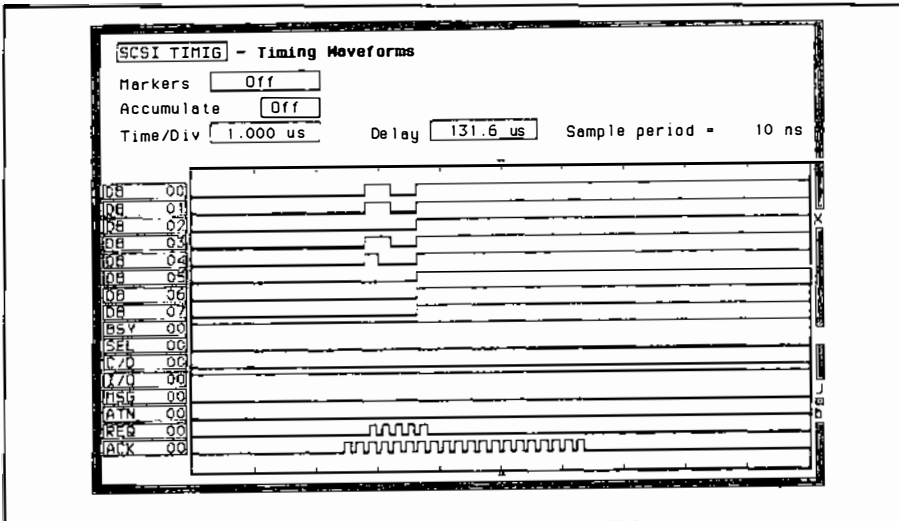 SCSI TIMIG - Timing Waveforms
Markers Off
Accumulate Off
Time/Div 1.000 us Delay 131.6 us Sample period = 10 ns
DB 00
DB 01
DB 02
DB 03
DB 04
DB 05
DB 06
DB 07
BSY 00
SEL 00
C/D 00
I/O 00
MSG 00
ATN 00
REQ 00
ACK 00